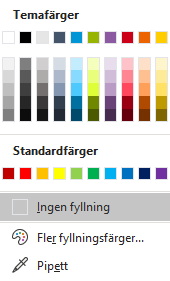 Temafärger
Standardfärger
Ingen fyllning
Fler fyllningsfärger...
Pipett